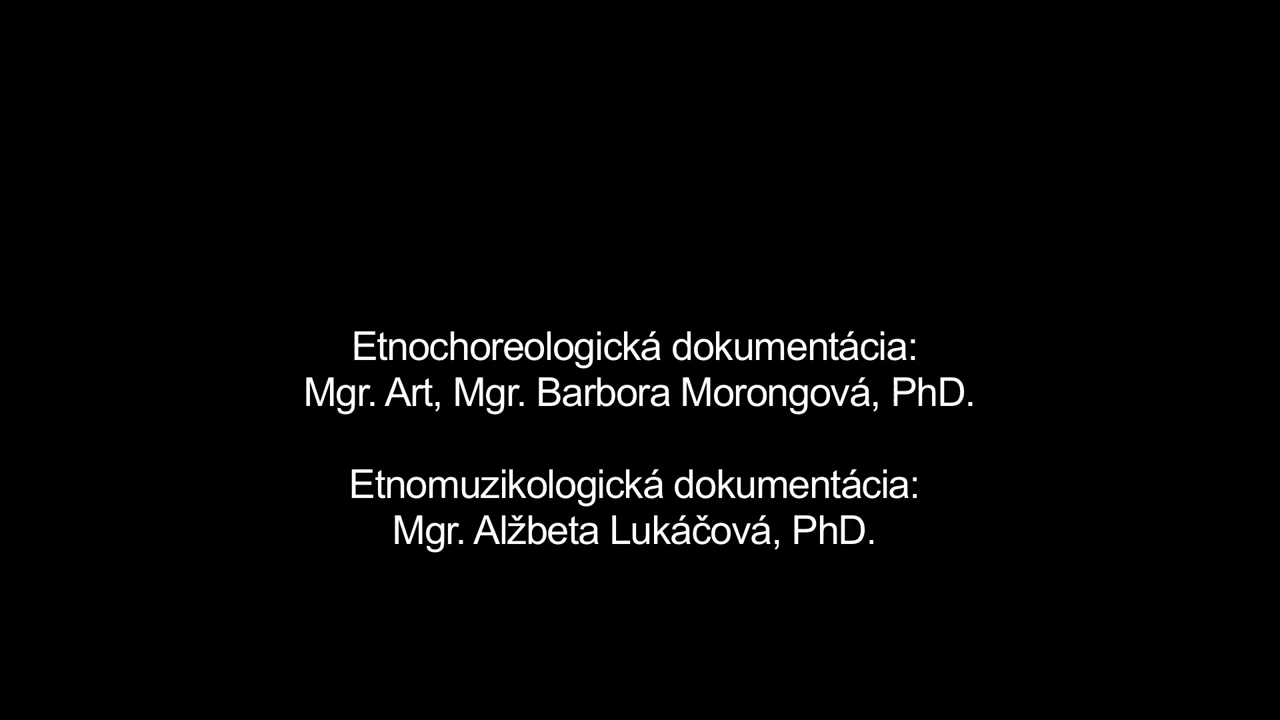 Etnochoreologická dokumentácia:
Mgr. Art, Mgr. Barbora Morongová, PhD.
Etnomuzikologická dokumentácia:
Mgr. Alžbeta Lukáčová, PhD.